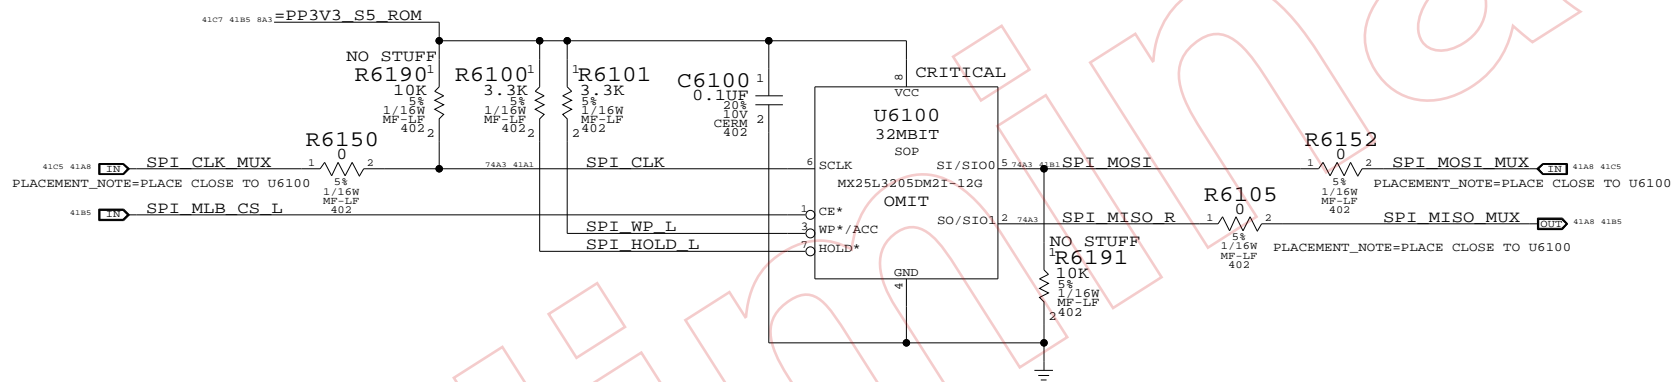 41C7 41B5 8A3 =PP3V3_S5_ROM
NO STUFF
R6190 1
10K
5%
1/16W
MF-LF
402 2
R6100 1
3.3K
5%
1/16W
MF-LF
402 2
1 R6101
3.3K
5%
1/16W
MF-LF
2 402
C6100 1
0.1UF
20%
10V
CERM
402
2
CRITICAL
8
VCC
U6100
32MBIT
SOP
MX25L3205DM2I-12G
OMIT
6 SCLK
SI/SIO0 5
1 CE*
3 WP*/ACC
7 HOLD*
SO/SIO1 2
GND
4
R6150
0
1 2
5%
1/16W
MF-LF
402
41C5 41A8 IN SPI_CLK_MUX
PLACEMENT_NOTE=PLACE CLOSE TO U6100
74A3 41A1 SPI_CLK
41B5 IN SPI_MLB_CS_L
SPI_WP_L
SPI_HOLD_L
74A3 41B1 SPI_MOSI
R6152
0
1 2
5%
1/16W
MF-LF
402
SPI_MOSI_MUX IN 41A8 41C5
PLACEMENT_NOTE=PLACE CLOSE TO U6100
74A3 SPI_MISO_R
R6105
0
1 2
5%
1/16W
MF-LF
402
SPI_MISO_MUX OUT 41A8 41B5
PLACEMENT_NOTE=PLACE CLOSE TO U6100
NO STUFF
1 R6191
10K
5%
1/16W
MF-LF
2 402